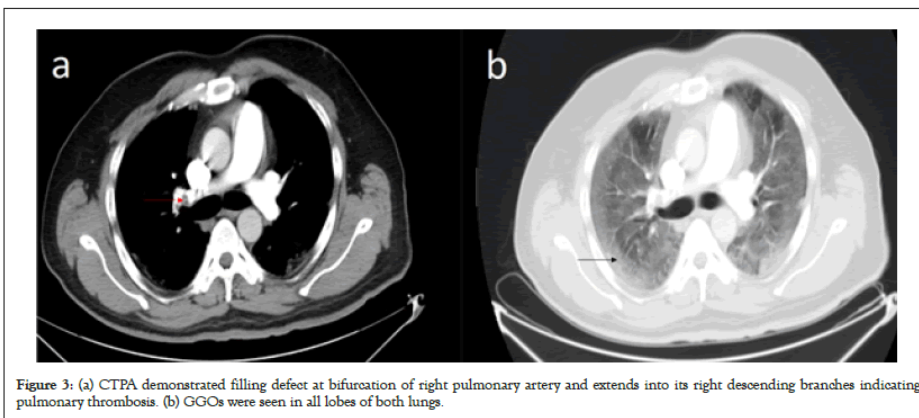 a
b
Figure 3: (a) CTPA demonstrated filling defect at bifurcation of right pulmonary artery and extends into its right descending branches indicating
pulmonary thrombosis. (b) GGOs were seen in all lobes of both lungs.